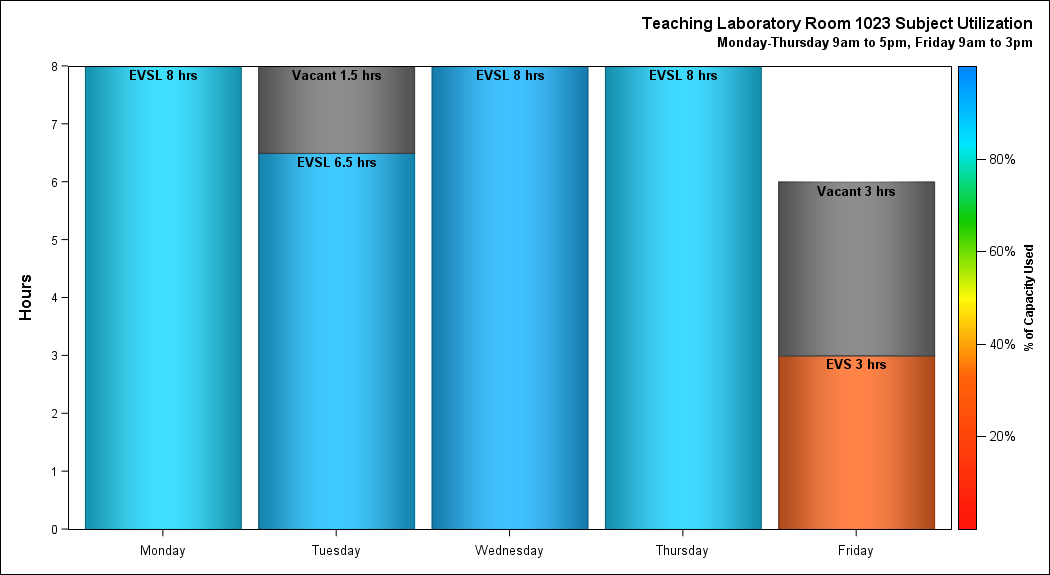 Teaching Laboratory Room 1023 Subject Utilization
Monday-Thursday 9am to 5pm, Friday 9am to 3pm
Hours
8
7
6
5
4
3
2
1
0
EVSL 8 hrs
Vacant 1.5 hrs
EVSL 6.5 hrs
EVSL 8 hrs
EVSL 8 hrs
Vacant 3 hrs
EVS 3 hrs
Monday
Tuesday
Wednesday
Thursday
Friday
80%
60%
40%
20%
% of Capacity Used